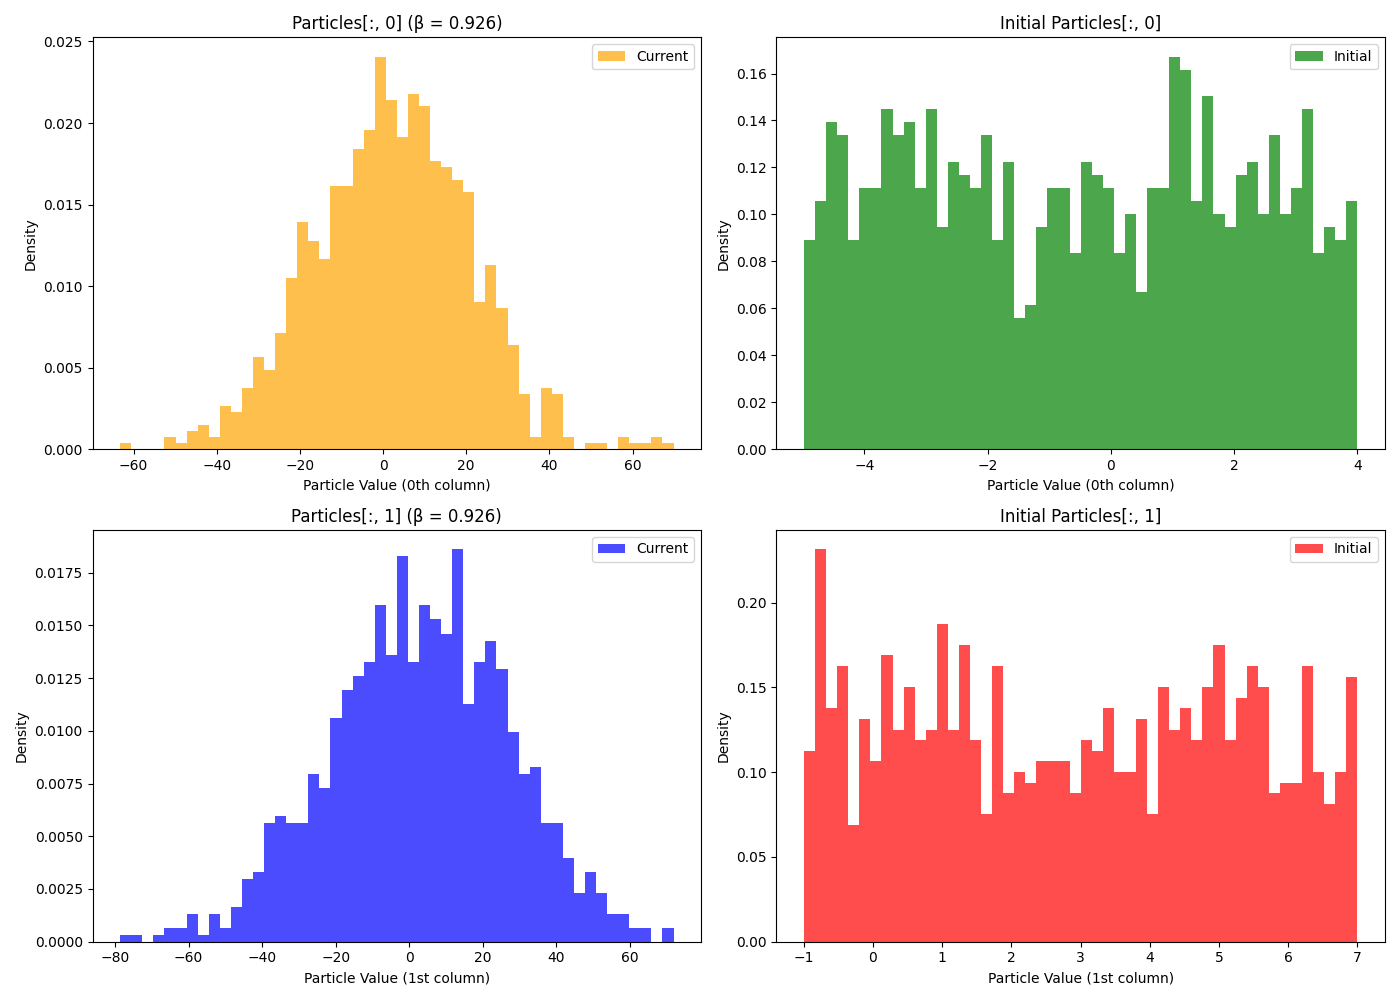 Particles[:, 0] (β = 0.926)
Current
Density
0.025
0.020
0.015
0.010
0.005
0.000
−60 −40 −20 0 20 40 60
Particle Value (0th column)
Initial Particles[:, 0]
Initial
Density
0.16
0.14
0.12
0.10
0.08
0.06
0.04
0.02
0.00
−4 −2 0 2 4
Particle Value (0th column)
Particles[:, 1] (β = 0.926)
Current
Density
0.0175
0.0150
0.0125
0.0100
0.0075
0.0050
0.0025
0.0000
−80 −60 −40 −20 0 20 40 60
Particle Value (1st column)
Initial Particles[:, 1]
Initial
Density
0.20
0.15
0.10
0.05
0.00
−1 0 1 2 3 4 5 6 7
Particle Value (1st column)